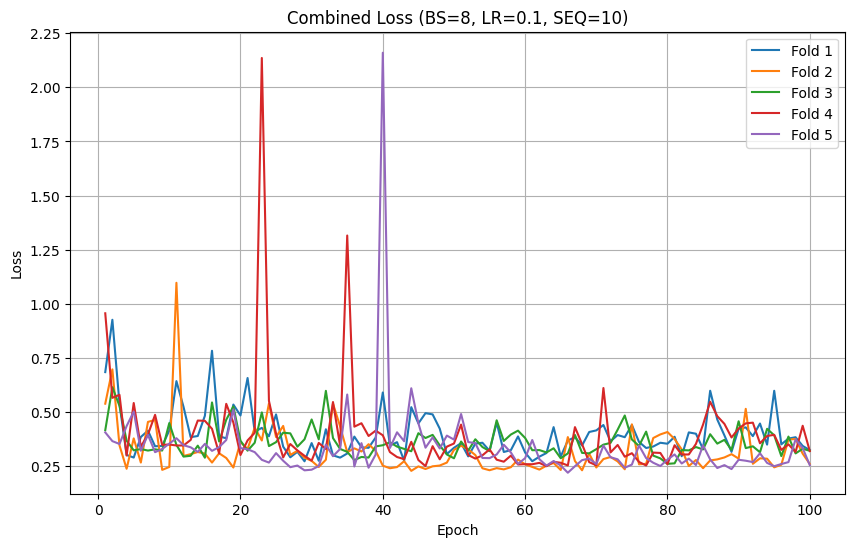 Combined Loss (BS=8, LR=0.1, SEQ=10)
2.25
2.00
1.75
1.50
1.25
1.00
0.75
0.50
0.25
Loss
Fold 1
Fold 2
Fold 3
Fold 4
Fold 5
0
20
40
60
80
100
Epoch